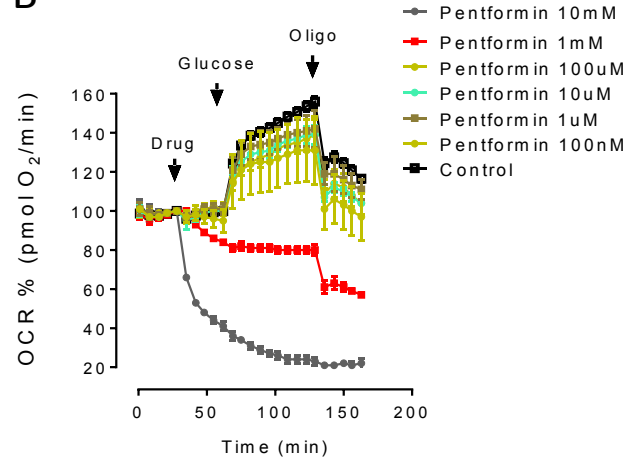 B
Pentformin 10mM
Pentformin 1mM
Pentformin 100uM
Pentformin 10uM
Pentformin 1uM
Pentformin 100nM
Control
Oligo
Glucose
Drug
OCR % (pmol O₂/min)
160
140
120
100
80
60
40
20
0
50
100
150
200
Time (min)